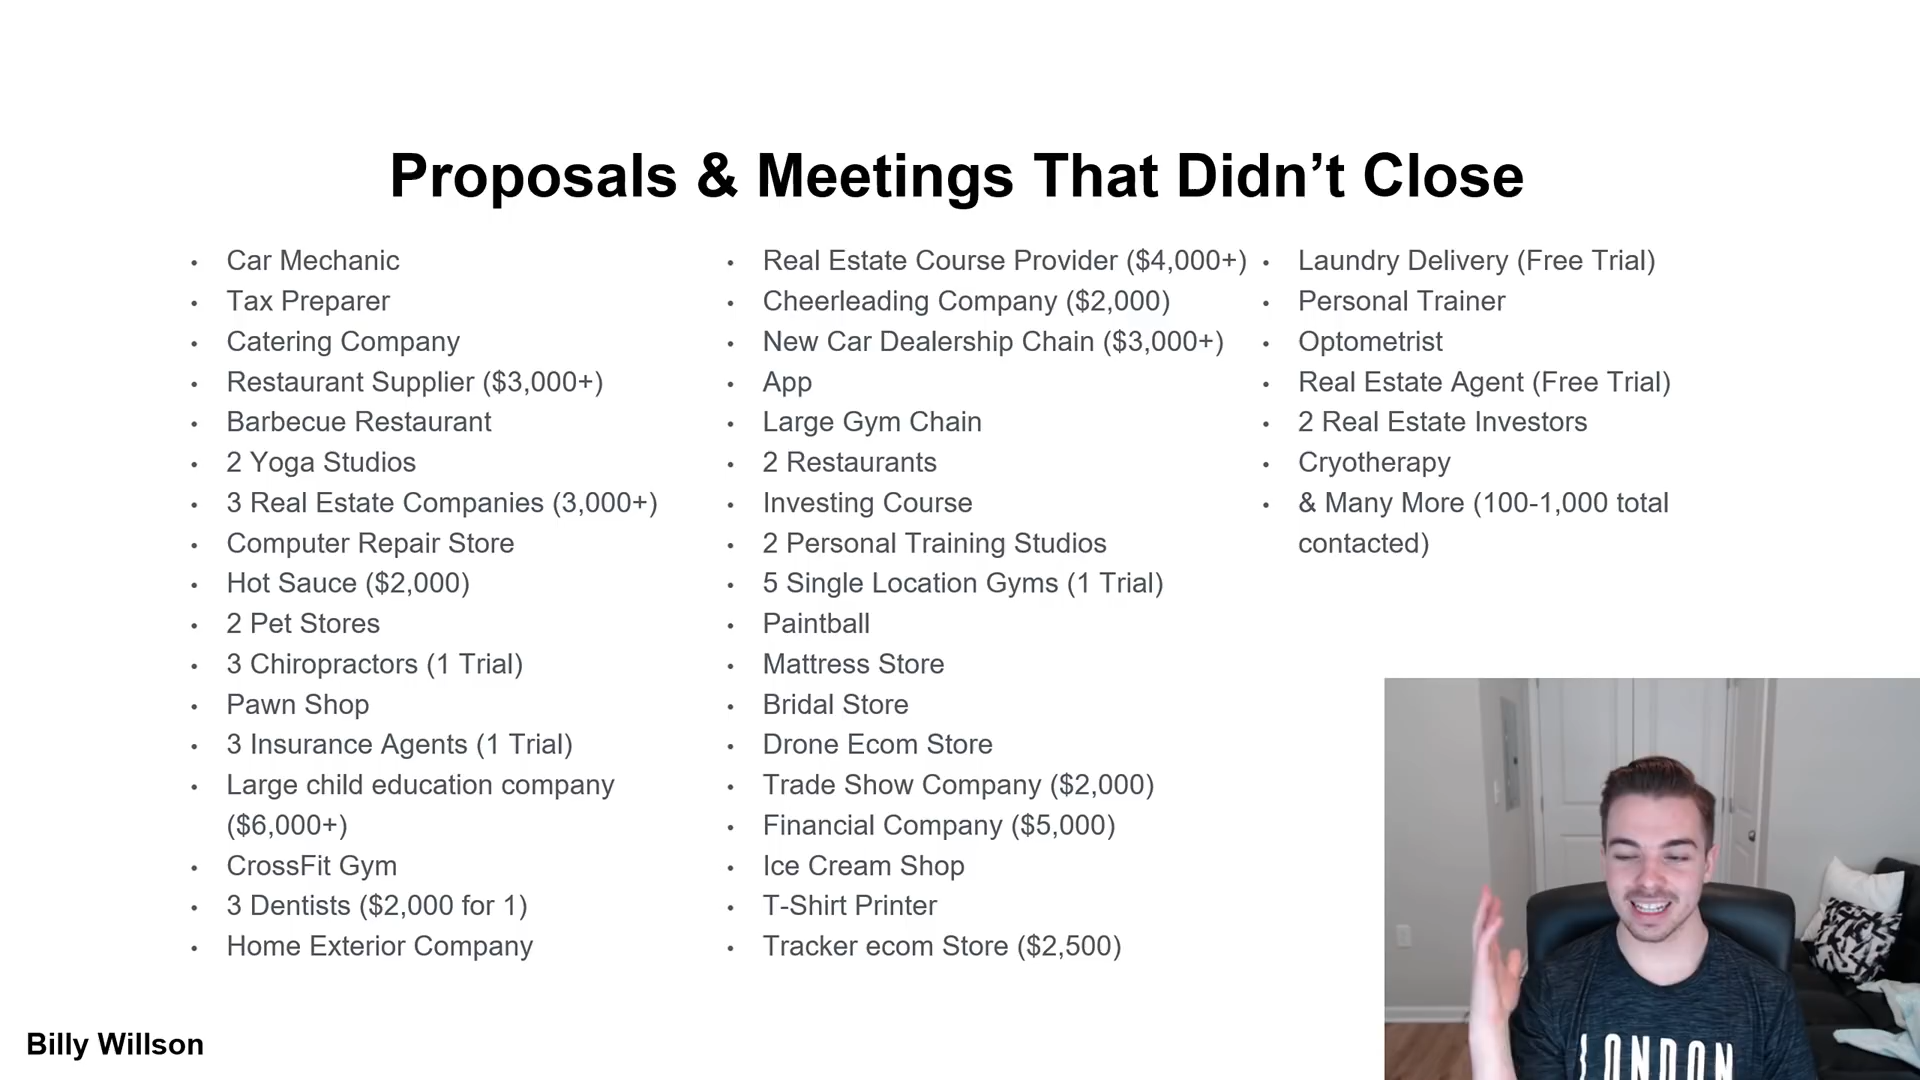 Proposals & Meetings That Didn’t Close
• Car Mechanic
• Tax Preparer
• Catering Company
• Restaurant Supplier ($3,000+)
• Barbecue Restaurant
• 2 Yoga Studios
• 3 Real Estate Companies (3,000+)
• Computer Repair Store
• Hot Sauce ($2,000)
• 2 Pet Stores
• 3 Chiropractors (1 Trial)
• Pawn Shop
• 3 Insurance Agents (1 Trial)
• Large child education company
($6,000+)
• CrossFit Gym
• 3 Dentists ($2,000 for 1)
• Home Exterior Company
• Real Estate Course Provider ($4,000+)
• Cheerleading Company ($2,000)
• New Car Dealership Chain ($3,000+)
• App
• Large Gym Chain
• 2 Restaurants
• Investing Course
• 2 Personal Training Studios
• 5 Single Location Gyms (1 Trial)
• Paintball
• Mattress Store
• Bridal Store
• Drone Ecom Store
• Trade Show Company ($2,000)
• Financial Company ($5,000)
• Ice Cream Shop
• T-Shirt Printer
• Tracker ecom Store ($2,500)
• Laundry Delivery (Free Trial)
• Personal Trainer
• Optometrist
• Real Estate Agent (Free Trial)
• 2 Real Estate Investors
• Cryotherapy
• & Many More (100-1,000 total
contacted)
LONDON
Billy Willson